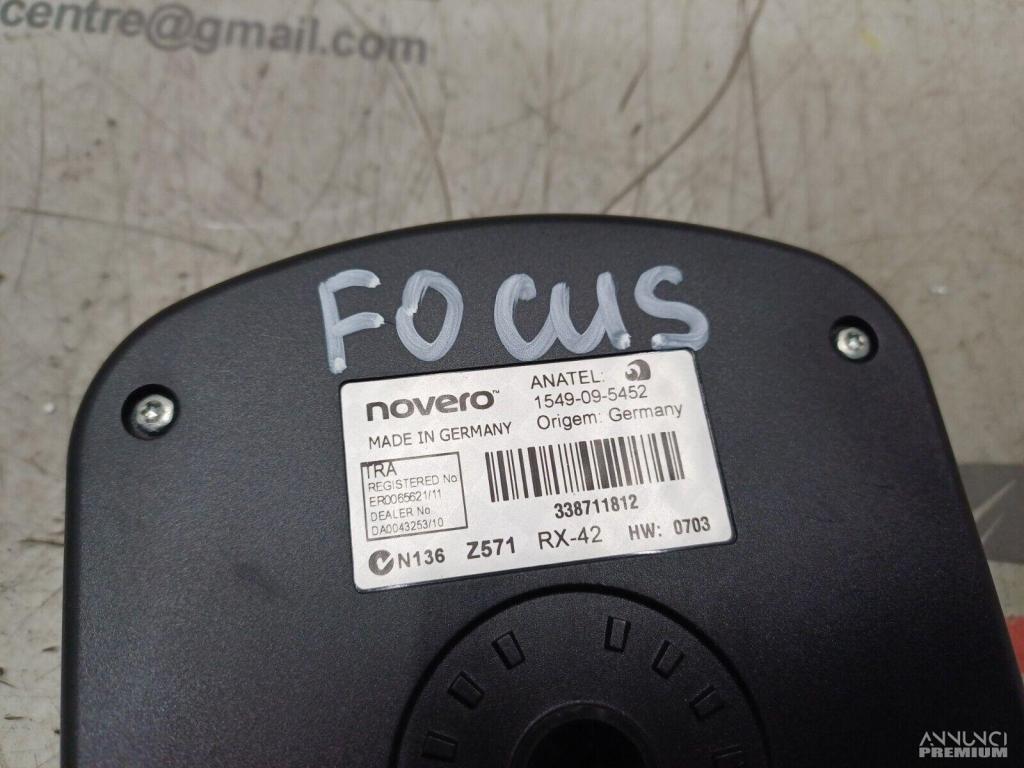 centre@gmail.com
FOCUS
novero™
ANATEL:
1549-09-5452
MADE IN GERMANY
Origem: Germany
TRA
REGISTERED No
ER0065621/11
DEALER No
DA0043253/10
338711812
N136 Z571 RX-42 HW: 0703
ANNUNCI
PREMIUM